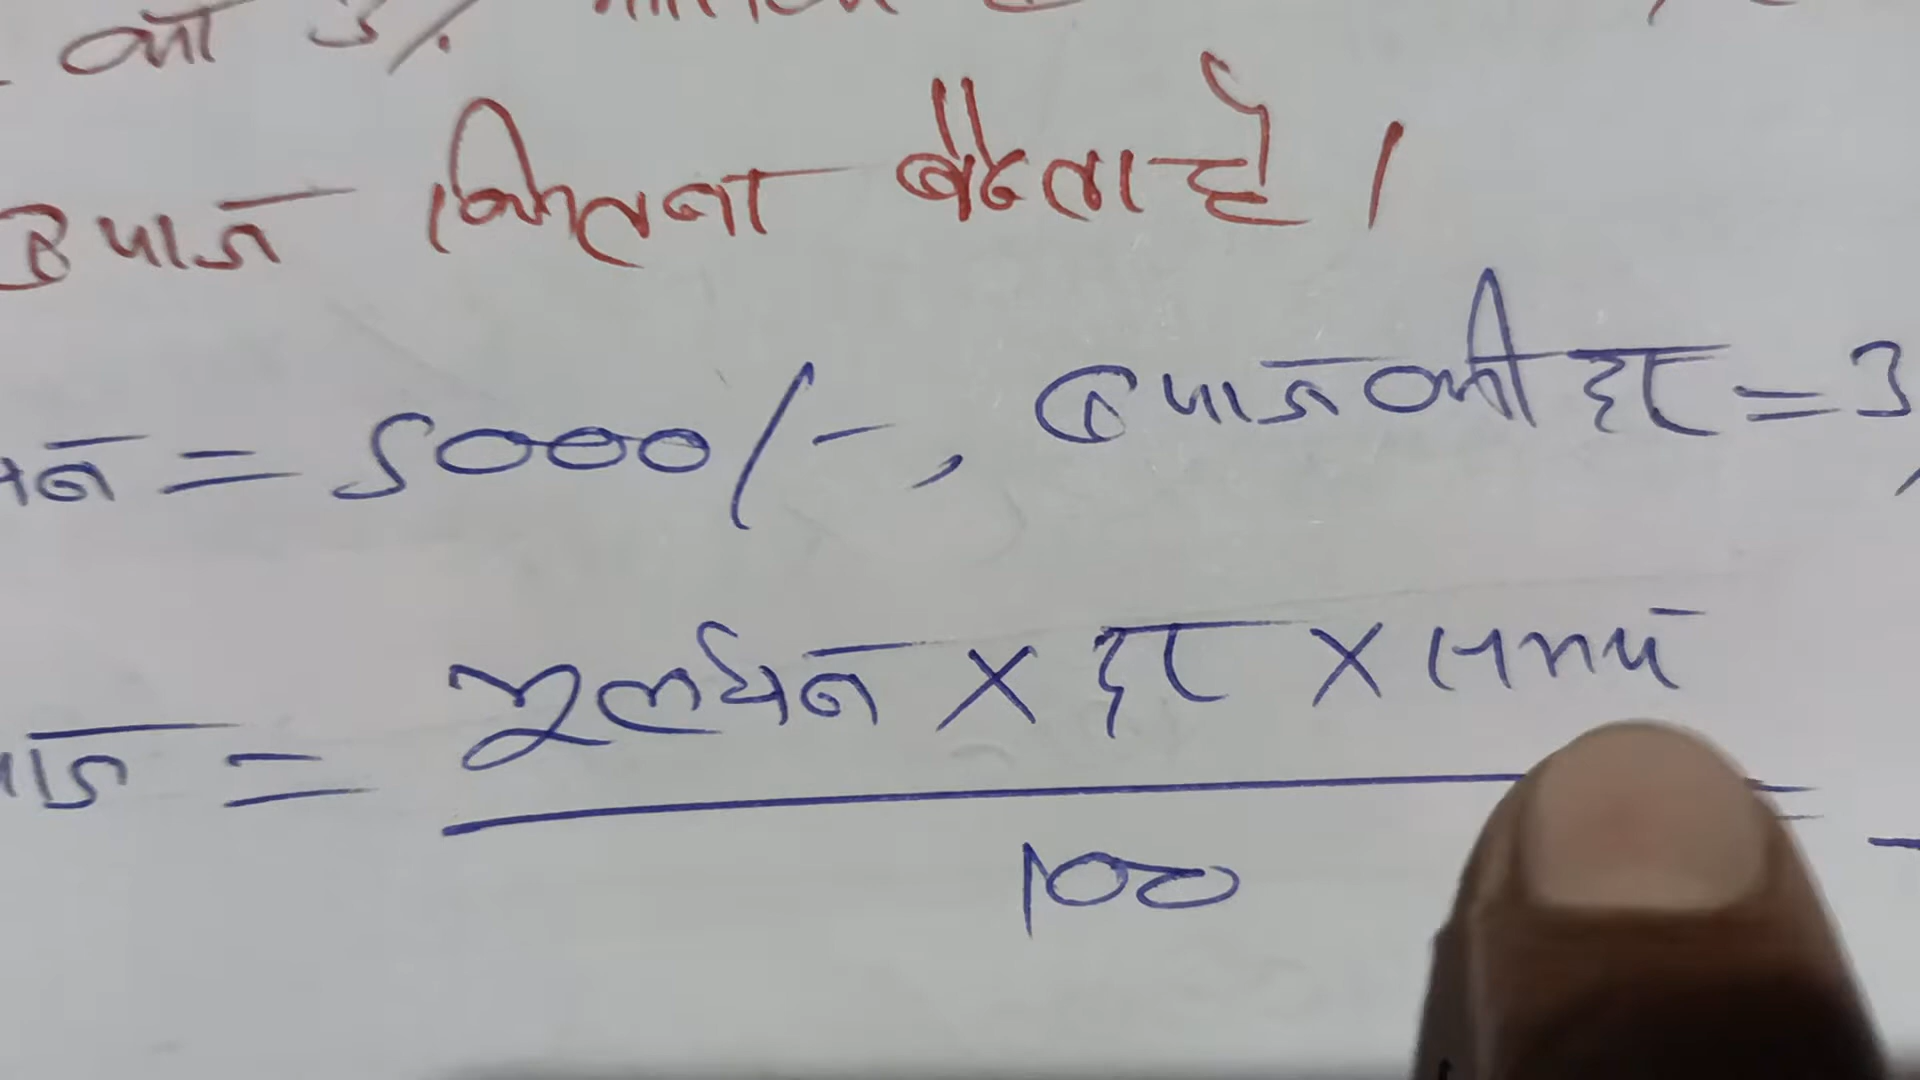 का 3%
ब्याज कितना बैठता है।
धन = 5000/-, ब्याज की दर = 3
मूलधन × दर × समय
याज = =
100